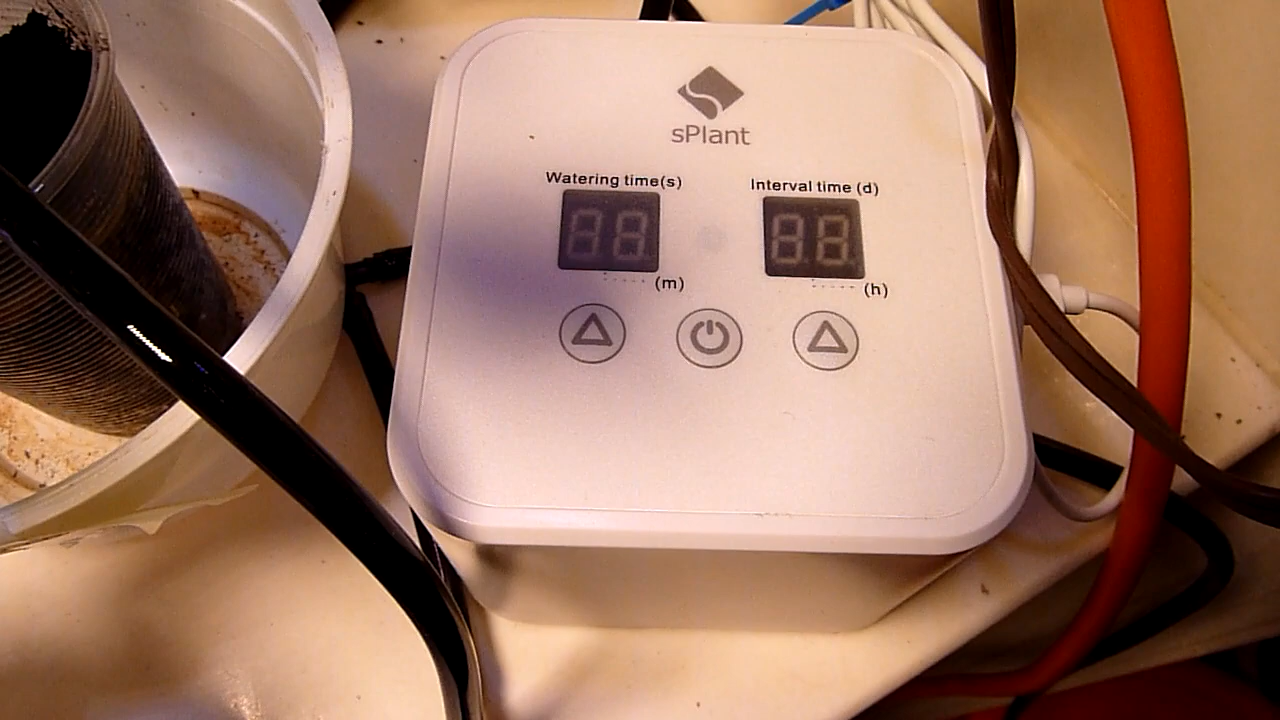 sPlant
Watering time(s)
Interval time (d)
(m)
(h)